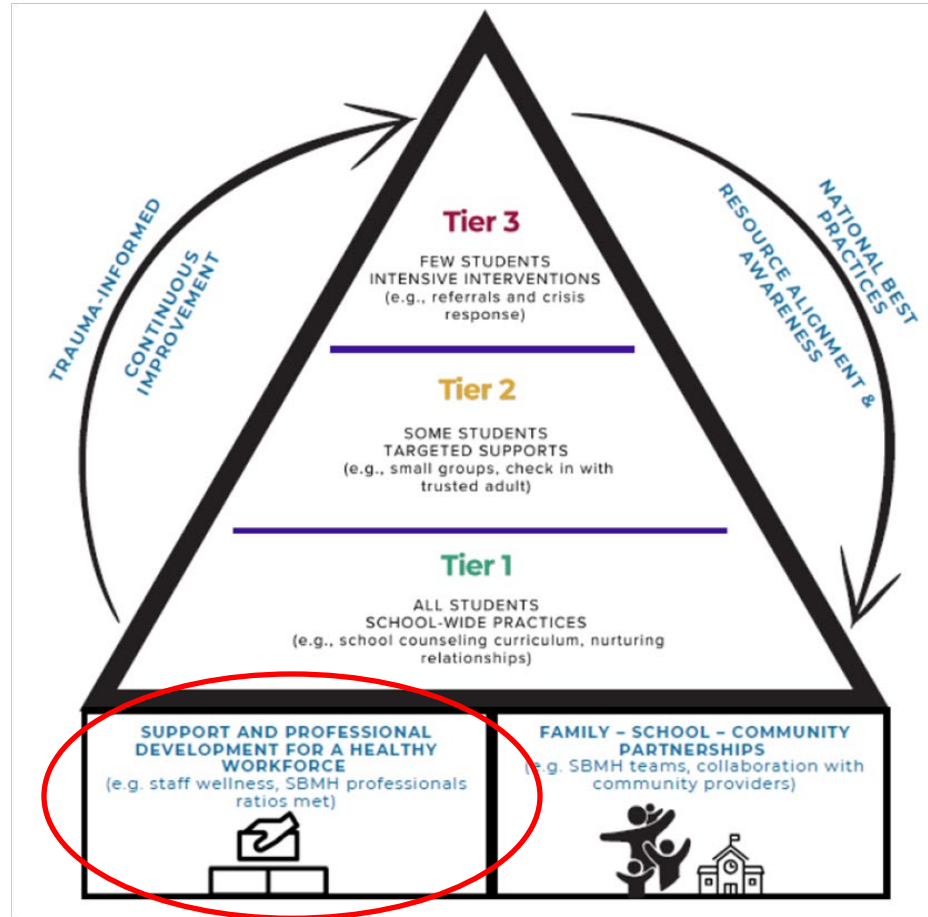 TRAUMA-INFORMED
CONTINUOUS
IMPROVEMENT
NATIONAL BEST
PRACTICES
RESOURCE ALIGNMENT &
AWARENESS
Tier 3
FEW STUDENTS
INTENSIVE INTERVENTIONS
(e.g., referrals and crisis
response)
Tier 2
SOME STUDENTS
TARGETED SUPPORTS
(e.g., small groups, check in with
trusted adult)
Tier 1
ALL STUDENTS
SCHOOL-WIDE PRACTICES
(e.g., school counseling curriculum, nurturing
relationships)
SUPPORT AND PROFESSIONAL
DEVELOPMENT FOR A HEALTHY
WORKFORCE
(e.g. staff wellness, SBMH professionals
ratios met)
FAMILY – SCHOOL – COMMUNITY
PARTNERSHIPS
(e.g. SBMH teams, collaboration with
community providers)